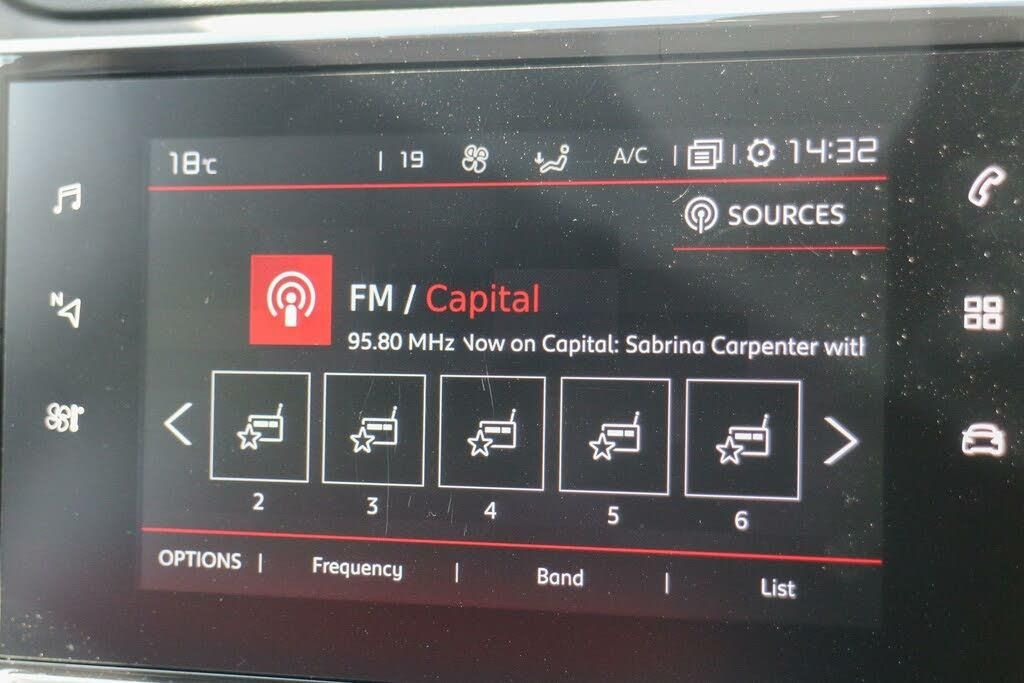 18°C | 19 A/C | | 14:32
SOURCES
N
FM / Capital
95.80 MHz Now on Capital: Sabrina Carpenter with
2 3 4 5 6
OPTIONS | Frequency | Band | List